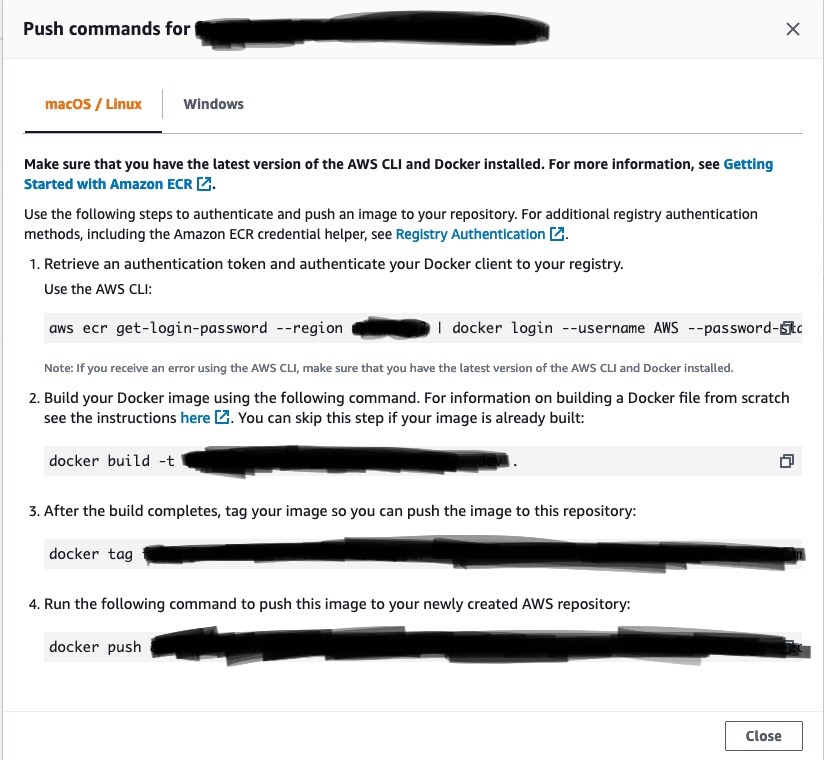 Push commands for
macOS / Linux
Windows
Make sure that you have the latest version of the AWS CLI and Docker installed. For more information, see Getting
Started with Amazon ECR.
Use the following steps to authenticate and push an image to your repository. For additional registry authentication
methods, including the Amazon ECR credential helper, see Registry Authentication.
1. Retrieve an authentication token and authenticate your Docker client to your registry.
Use the AWS CLI:
aws ecr get-login-password --region | docker login --username AWS
Note: If you receive an error using the AWS CLI, make sure that you have the latest version of the AWS CLI and Docker installed.
2. Build your Docker image using the following command. For information on building a Docker file from scratch
see the instructions here. You can skip this step if your image is already built:
docker build -t .
3. After the build completes, tag your image so you can push the image to this repository:
docker tag
4. Run the following command to push this image to your newly created AWS repository:
docker push
Close